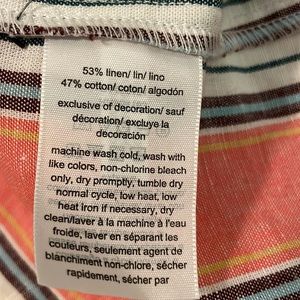 53% linen/ lin/ lino
47% cotton/ coton/ algodón
exclusive of decoration/ sauf
décoration/ excluye la
decoración
machine wash cold, wash with
like colors, non-chlorine bleach
only, dry promptly, tumble dry
normal cycle, low heat, low
heat iron if necessary, dry
clean/laver à la machine à l'eau
froide, laver en séparant les
couleurs, seulement agent de
blanchiment non-chlore, sécher
rapidement, sécher par